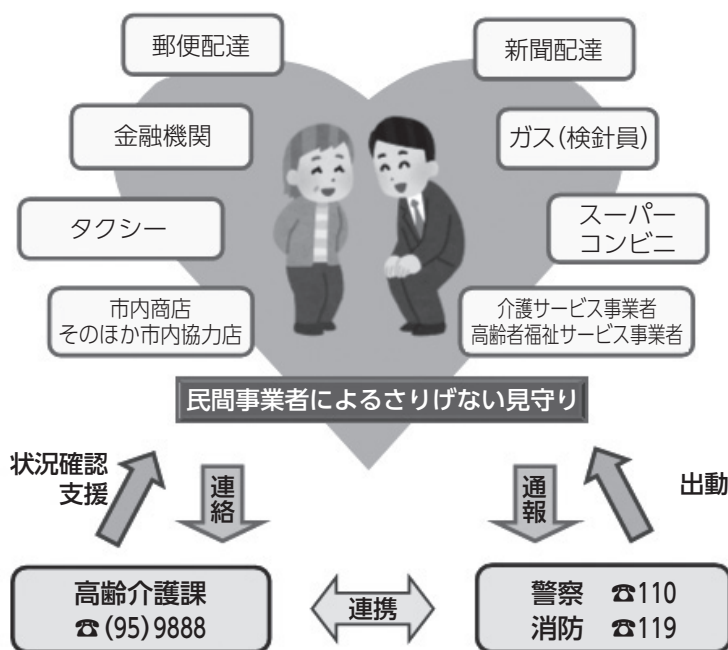 郵便配達
新聞配達
金融機関
ガス(検針員)
タクシー
スーパー
コンビニ
市内商店
そのほか市内協力店
介護サービス事業者
高齢者福祉サービス事業者
民間事業者によるさりげない見守り
状況確認
支援
連絡
通報
出動
高齢介護課
☎(95)9888
連携
警察 ☎110
消防 ☎119